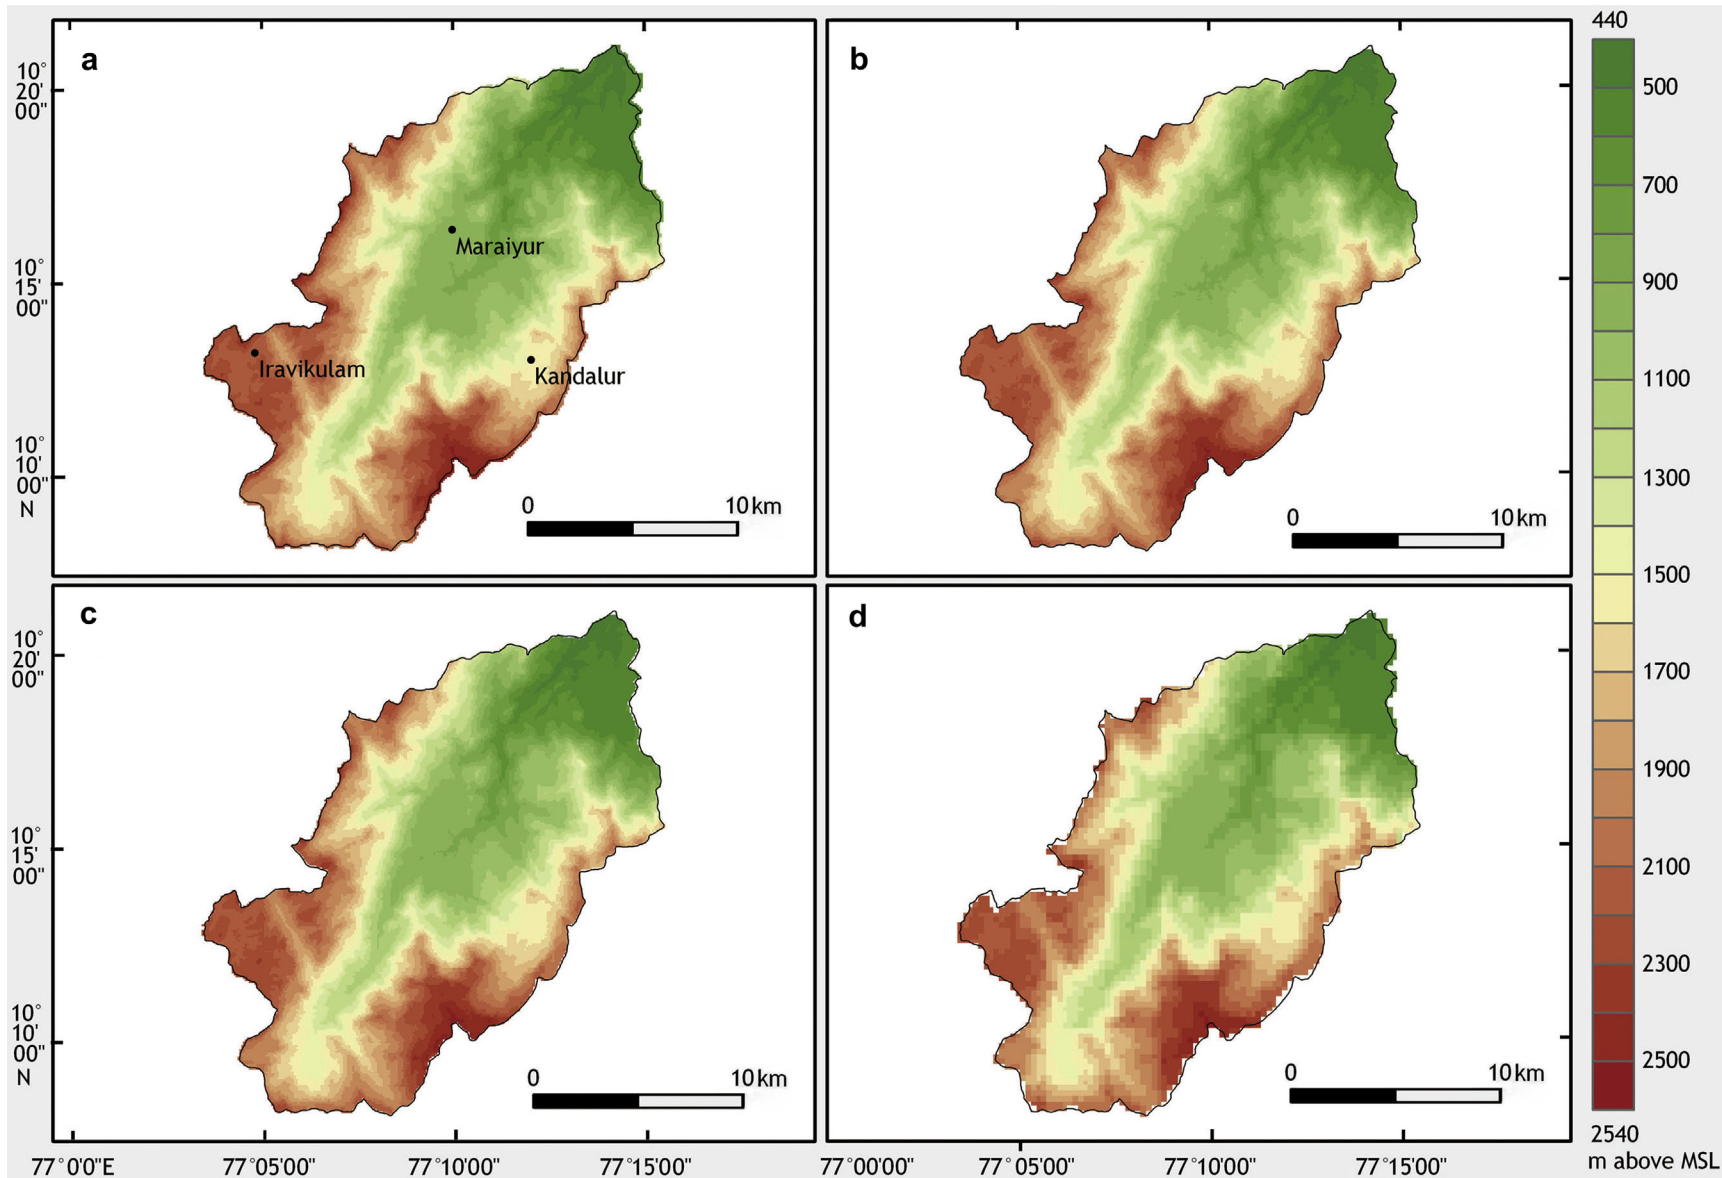 a
10°
20'
00"
10°
15'
00"
10°
10'
00"
N
Maraiyur
Iravikulam
Kandalur
0 10 km
b
0 10 km
440
500
700
900
1100
1300
1500
1700
1900
2100
2300
2500
2540
m above MSL
c
10°
20'
00"
10°
15'
00"
10°
10'
00"
N
0 10 km
77°0'0"E 77°05'00" 77°10'00" 77°15'00"
d
0 10 km
77°00'00" 77°05'00" 77°10'00" 77°15'00"